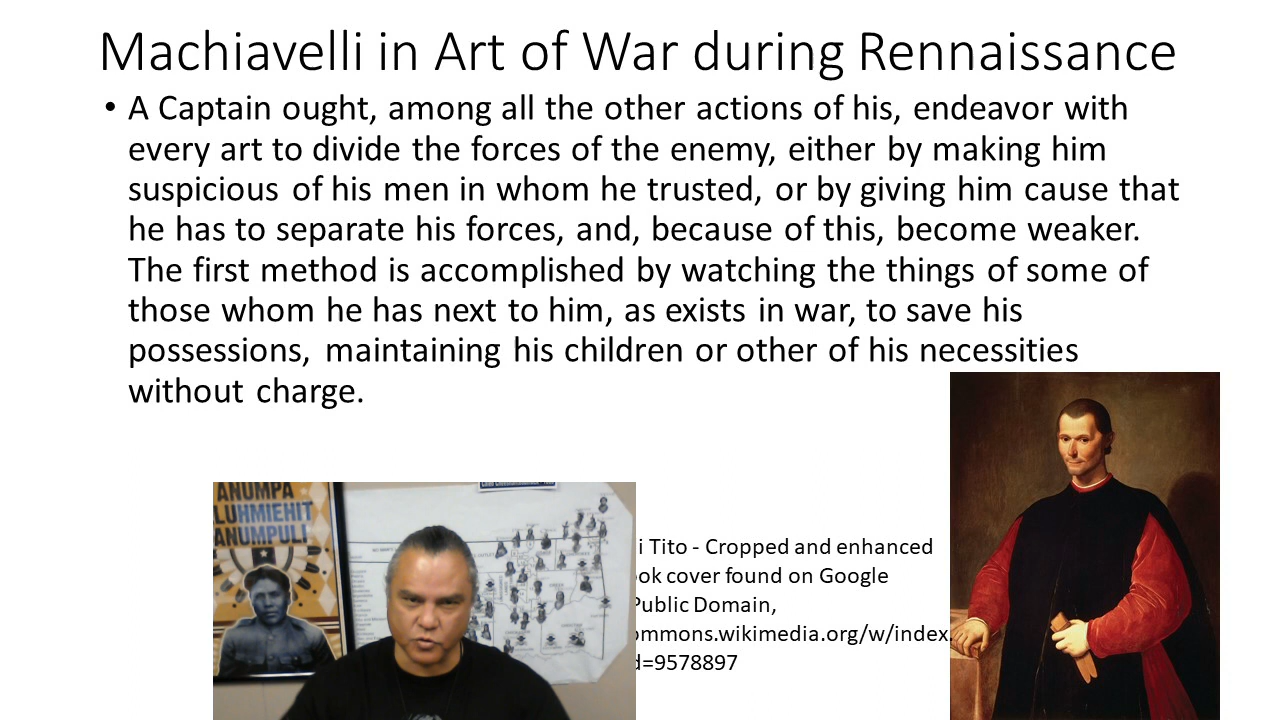 Machiavelli in Art of War during Rennaissance
• A Captain ought, among all the other actions of his, endeavor with
every art to divide the forces of the enemy, either by making him
suspicious of his men in whom he trusted, or by giving him cause that
he has to separate his forces, and, because of this, become weaker.
The first method is accomplished by watching the things of some of
those whom he has next to him, as exists in war, to save his
possessions, maintaining his children or other of his necessities
without charge.
ANUMPA
LUHMIEHIT
ANUMPULI
i Tito - Cropped and enhanced
ok cover found on Google
Public Domain,
ommons.wikimedia.org/w/index.
d=9578897